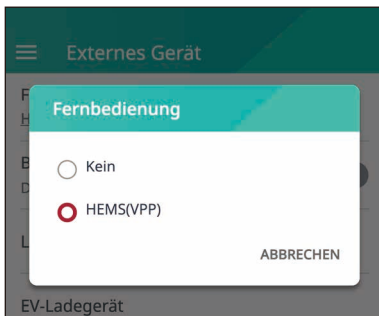 Externes Gerät
F
H
Fernbedienung
B
Kein
D
HEMS(VPP)
L
ABBRECHEN
EV-Ladegerät